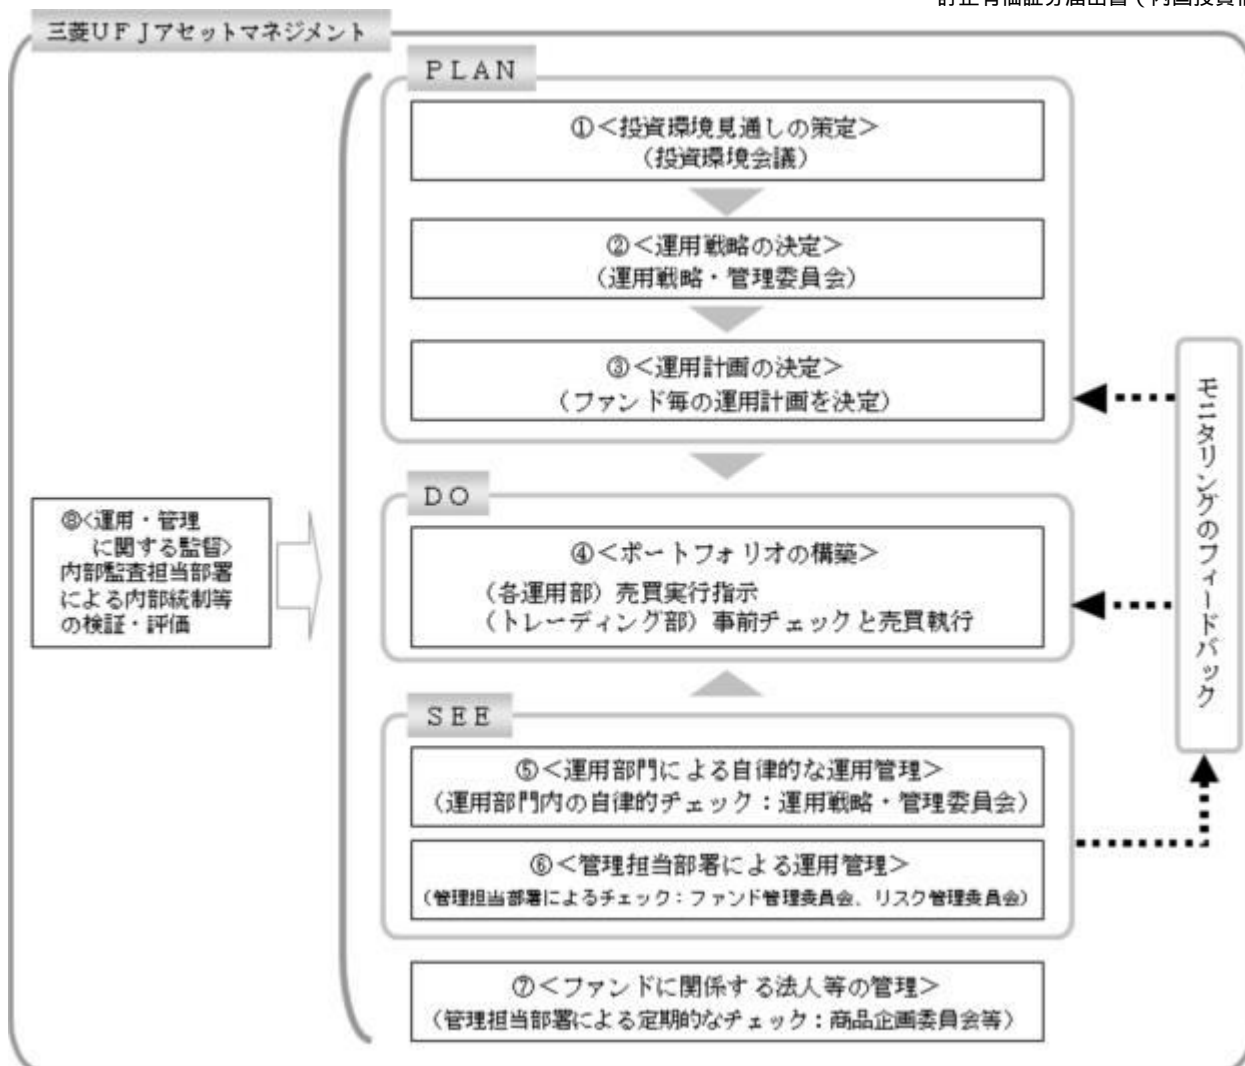 訂正有価証券届出書（内国投資信
三菱ＵＦＪアセットマネジメント
ＰＬＡＮ
①＜投資環境見通しの策定＞
（投資環境会議）
②＜運用戦略の決定＞
（運用戦略・管理委員会）
③＜運用計画の決定＞
（ファンド毎の運用計画を決定）
ＤＯ
④＜ポートフォリオの構築＞
（各運用部）売買実行指示
（トレーディング部）事前チェックと売買執行
ＳＥＥ
⑤＜運用部門による自律的な運用管理＞
（運用部門内の自律的チェック：運用戦略・管理委員会）
⑥＜管理担当部署による運用管理＞
（管理担当部署によるチェック：ファンド管理委員会、リスク管理委員会）
⑦＜ファンドに関係する法人等の管理＞
（管理担当部署による定期的なチェック：商品企画委員会等）
⑧＜運用・管理
に関する監督＞
内部監査担当部署
による内部統制等
の検証・評価
モニタリングのフィードバック